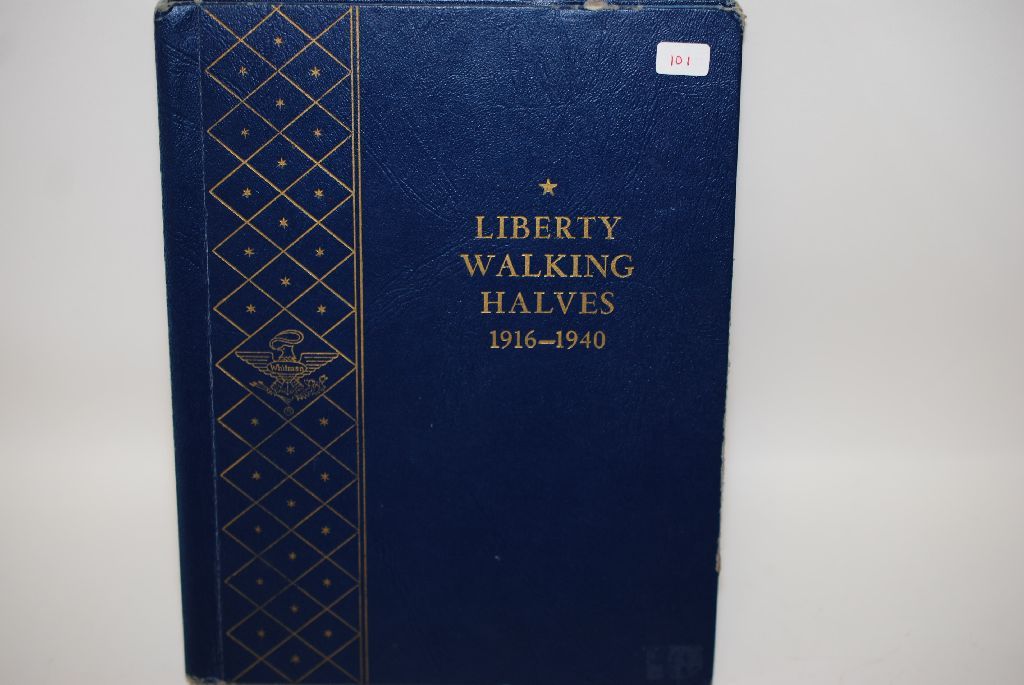 101
LIBERTY
WALKING
HALVES
1916–1940
Whitman